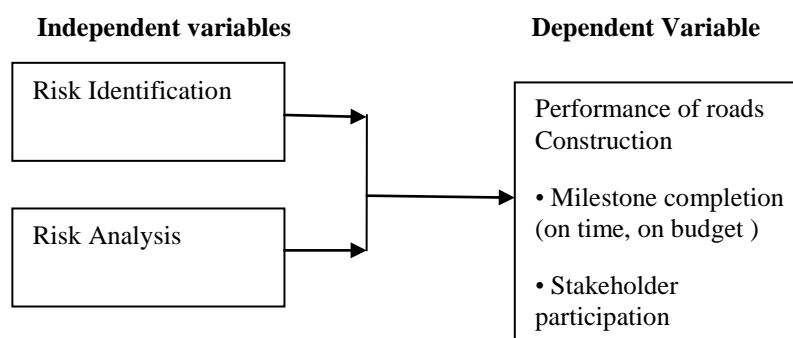 Independent variables
Dependent Variable
Risk Identification
Risk Analysis
Performance of roads
Construction
• Milestone completion
(on time, on budget )
• Stakeholder
participation